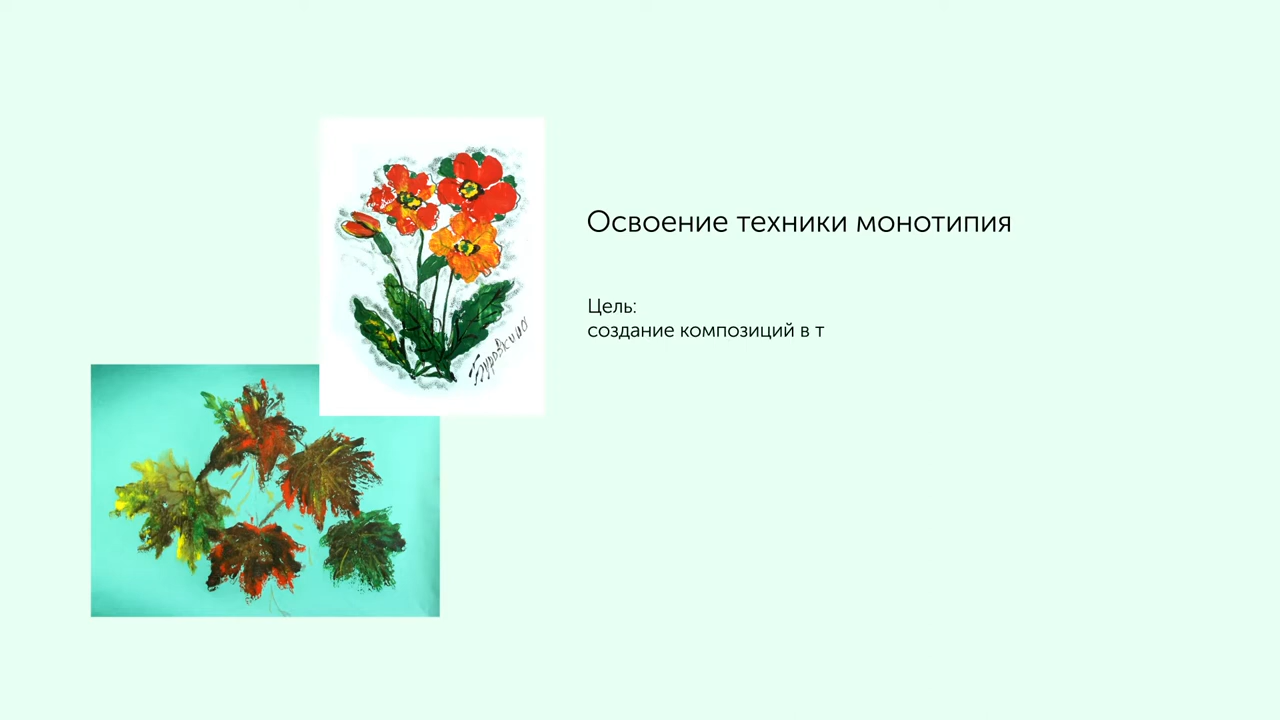 Освоение техники монотипия
Цель:
создание композиций в т